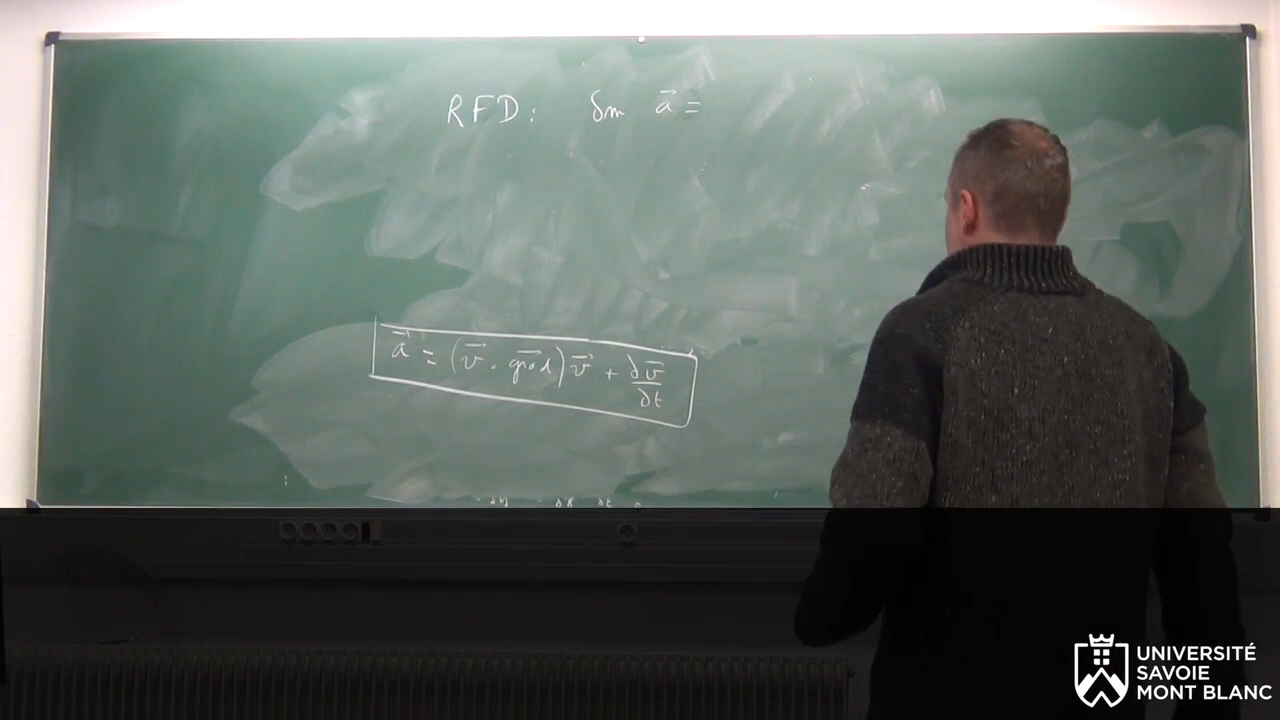 RFD : δm a⃗ =
a⃗ = (v⃗ . grad⃗) v⃗ + ∂v⃗/∂t
∂y ∂x ∂t
UNIVERSITÉ
SAVOIE
MONT BLANC